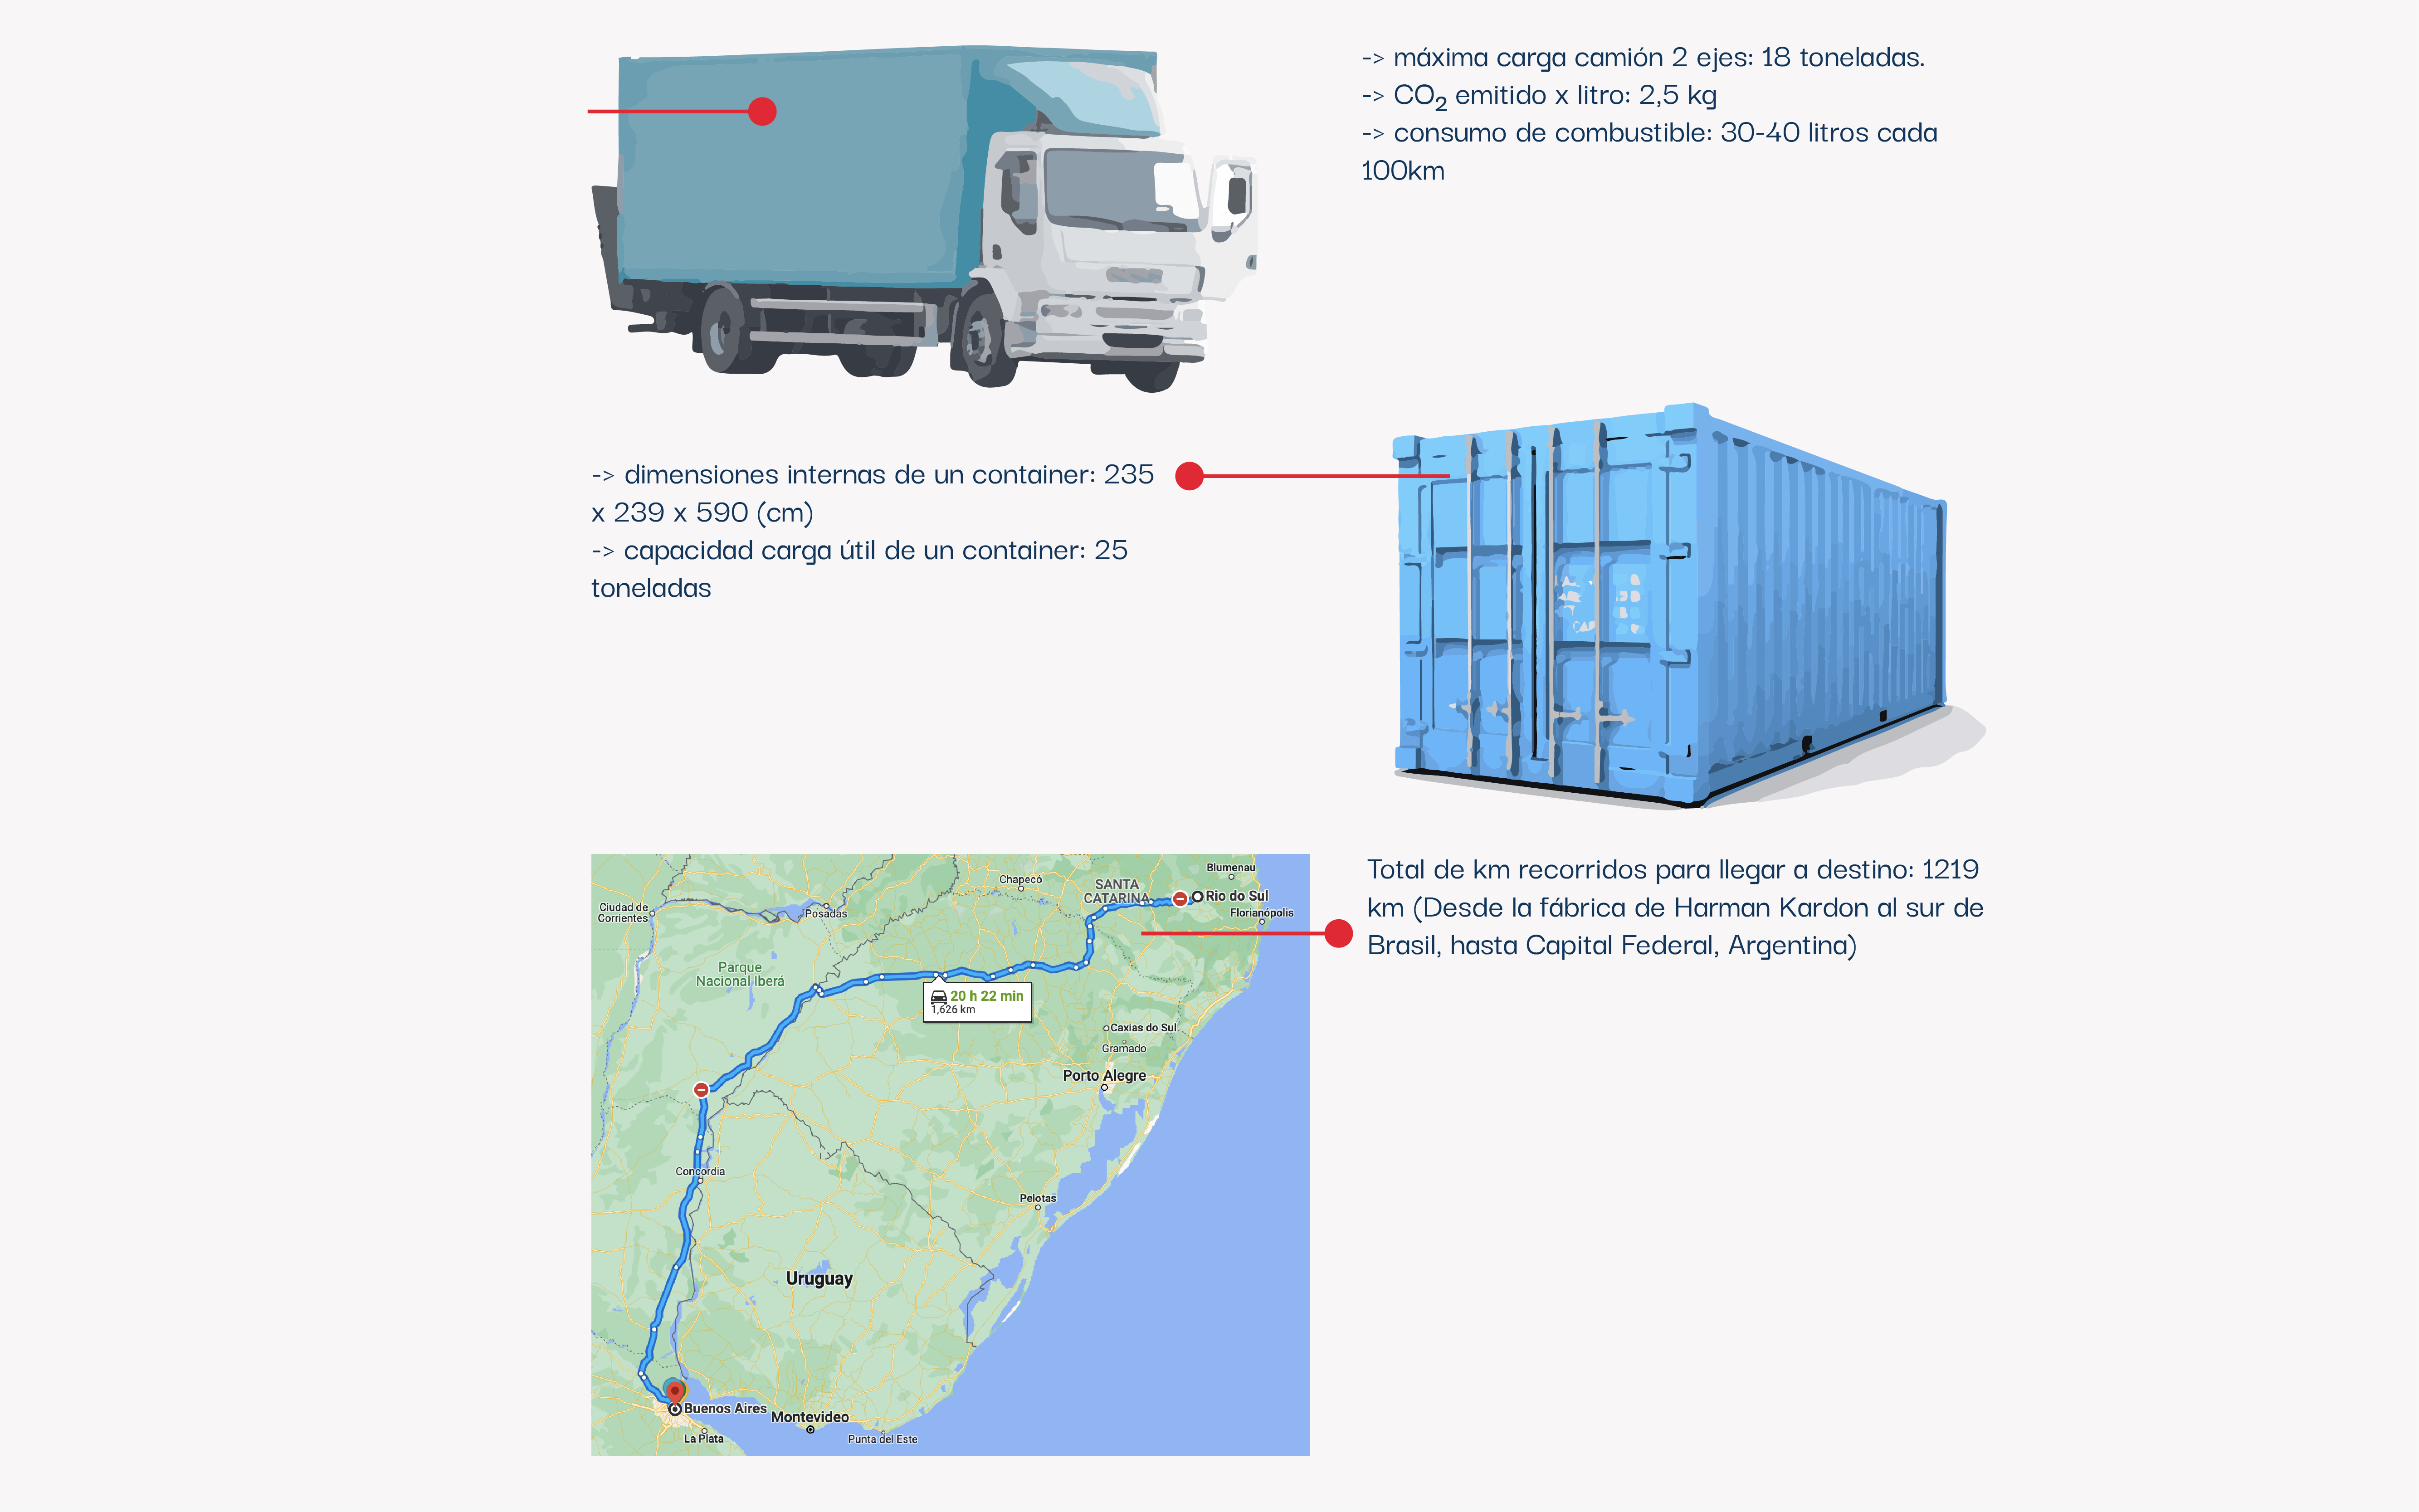 -> máxima carga camión 2 ejes: 18 toneladas.
-> CO₂ emitido x litro: 2,5 kg
-> consumo de combustible: 30-40 litros cada
100km
-> dimensiones internas de un container: 235
x 239 x 590 (cm)
-> capacidad carga útil de un container: 25
toneladas
Total de km recorridos para llegar a destino: 1219
km (Desde la fábrica de Harman Kardon al sur de
Brasil, hasta Capital Federal, Argentina)
Blumenau
Chapecó
SANTA
CATARINA
Rio do Sul
Ciudad de
Corrientes
Posadas
Florianópolis
Parque
Nacional Iberá
20 h 22 min
1,626 km
Caxias do Sul
Gramado
Porto Alegre
Concordia
Pelotas
Uruguay
Buenos Aires
Montevideo
La Plata
Punta del Este